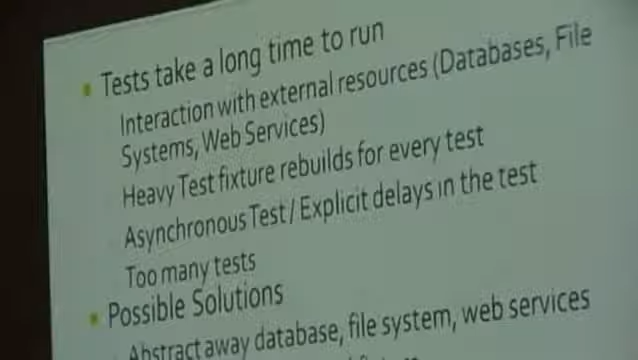 Tests take a long time to run
Interaction with external resources (Databases, File
Systems, Web Services)
Heavy Test fixture rebuilds for every test
Asynchronous Test / Explicit delays in the test
Too many tests
Possible Solutions
Abstract away database, file system, web services